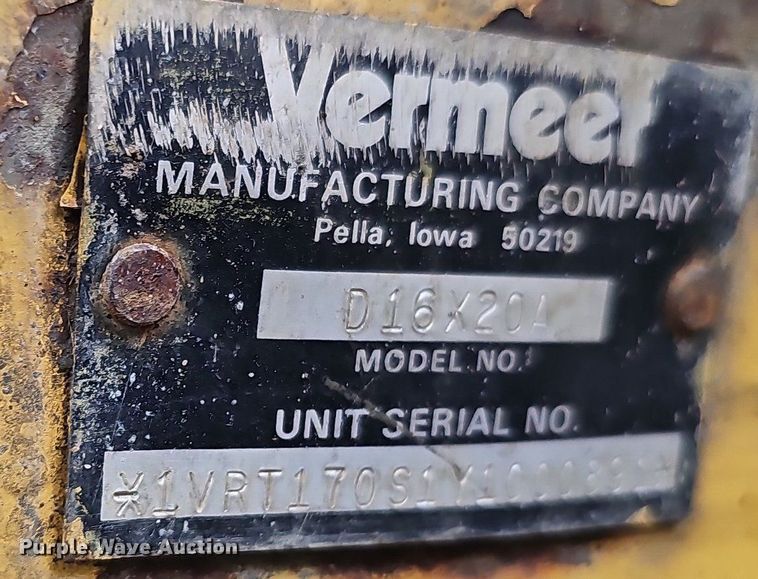 Vermeer
MANUFACTURING COMPANY
Pella, Iowa 50219
D16X20A
MODEL NO.
UNIT SERIAL NO.
Purple Wave Auction